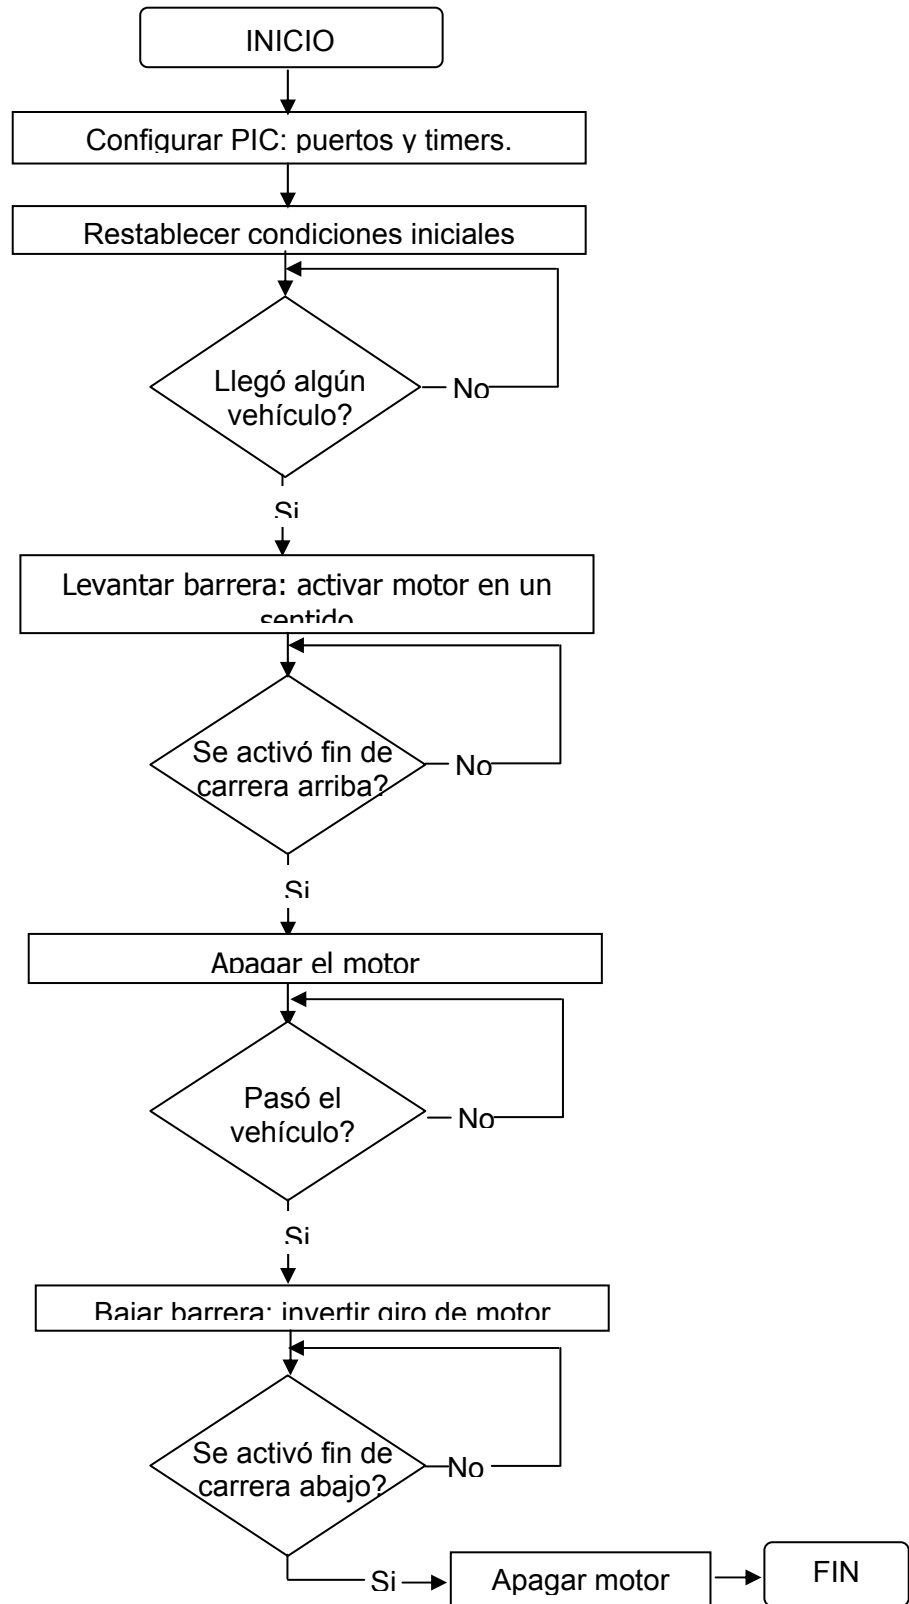 INICIO
Configurar PIC: puertos y timers.
Restablecer condiciones iniciales
Llegó algún
vehículo?
No
Si
Levantar barrera: activar motor en un
sentido
Se activó fin de
carrera arriba?
No
Si
Apagar el motor
Pasó el
vehículo?
No
Si
Bajar barrera: invertir giro de motor
Se activó fin de
carrera abajo?
No
Si
Apagar motor
FIN